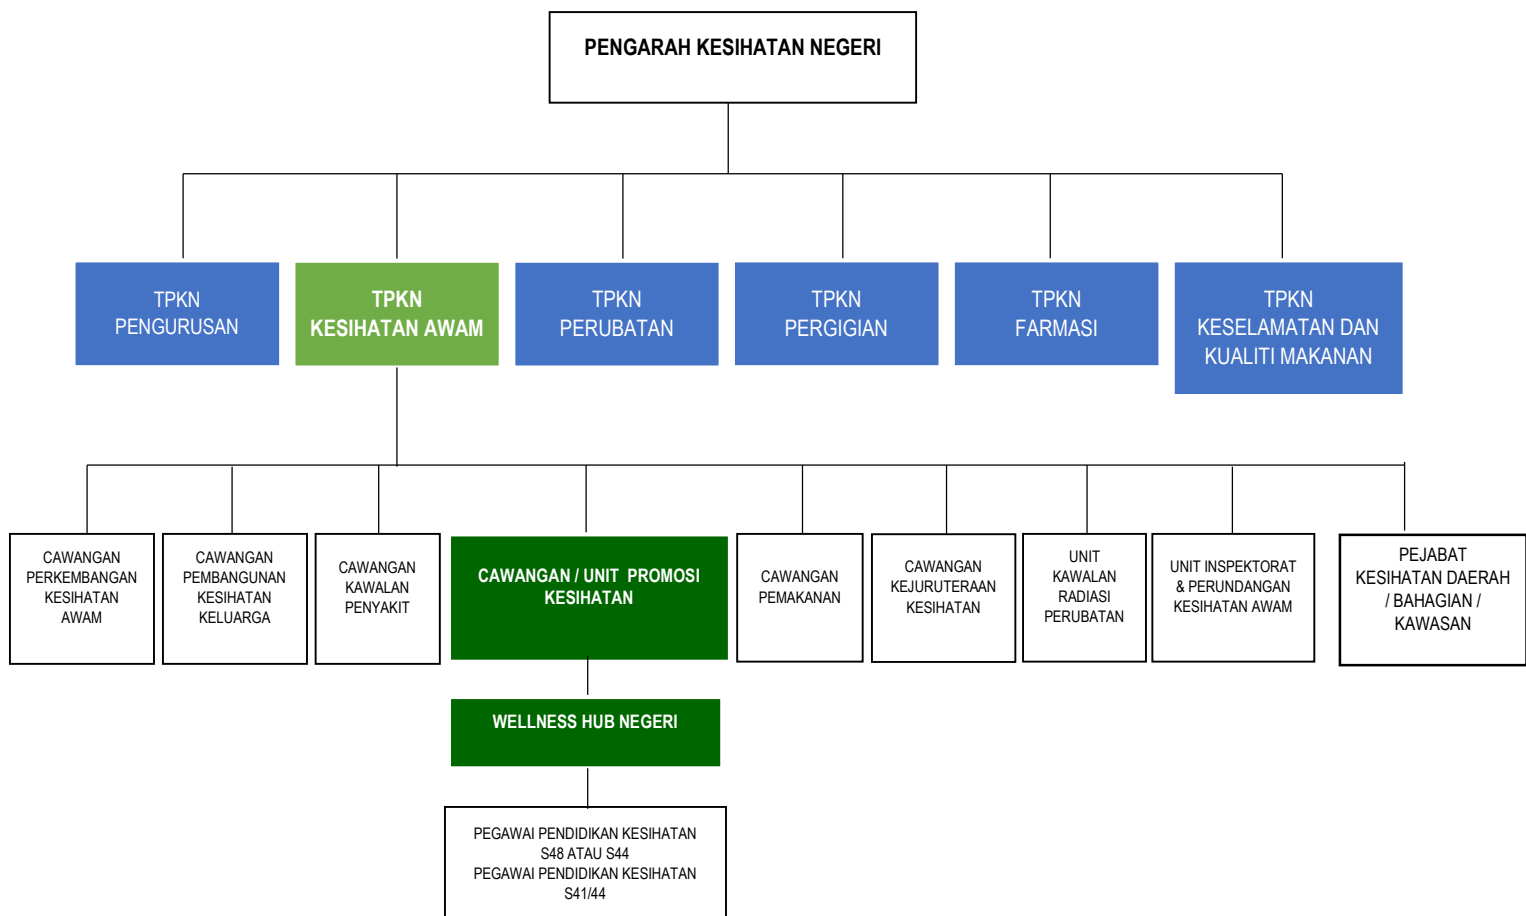 PENGARAH KESIHATAN NEGERI
TPKN
PENGURUSAN
TPKN
KESIHATAN AWAM
TPKN
PERUBATAN
TPKN
PERGIGIAN
TPKN
FARMASI
TPKN
KESELAMATAN DAN
KUALITI MAKANAN
CAWANGAN
PERKEMBANGAN
KESIHATAN
AWAM
CAWANGAN
PEMBANGUNAN
KESIHATAN
KELUARGA
CAWANGAN
KAWALAN
PENYAKIT
CAWANGAN / UNIT PROMOSI
KESIHATAN
CAWANGAN
PEMAKANAN
CAWANGAN
KEJURUTERAAN
KESIHATAN
UNIT
KAWALAN
RADIASI
PERUBATAN
UNIT INSPEKTORAT
& PERUNDANGAN
KESIHATAN AWAM
PEJABAT
KESIHATAN DAERAH
/ BAHAGIAN /
KAWASAN
WELLNESS HUB NEGERI
PEGAWAI PENDIDIKAN KESIHATAN
S48 ATAU S44
PEGAWAI PENDIDIKAN KESIHATAN
S41/44